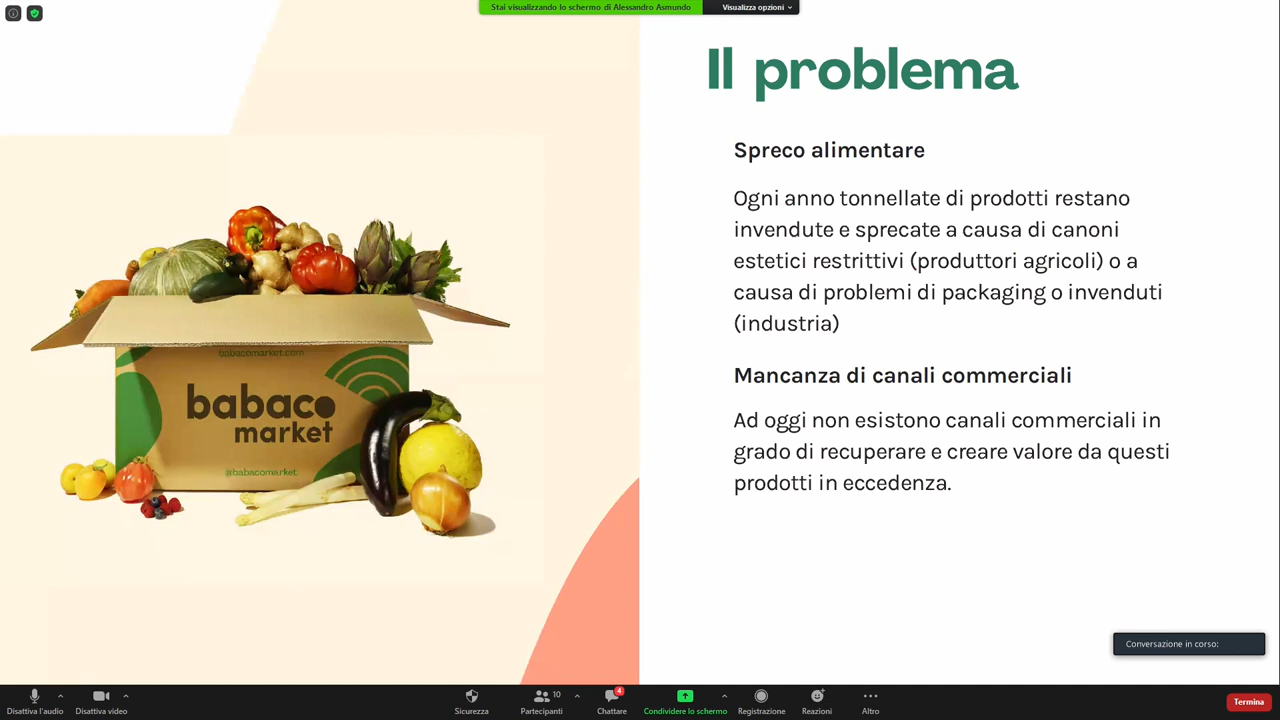 Stai visualizzando lo schermo di Alessandro Asmundo
Visualizza opzioni
Il problema
Spreco alimentare
Ogni anno tonnellate di prodotti restano
invendute e sprecate a causa di canoni
estetici restrittivi (produttori agricoli) o a
causa di problemi di packaging o invenduti
(industria)
Mancanza di canali commerciali
Ad oggi non esistono canali commerciali in
grado di recuperare e creare valore da questi
prodotti in eccedenza.
babacomarket.com
babaco
market
@babacomarket
Conversazione in corso:
Disattiva l'audio
Disattiva video
Sicurezza
10
Partecipanti
4
Chattare
Condividere lo schermo
Registrazione
Reazioni
Altro
Termina